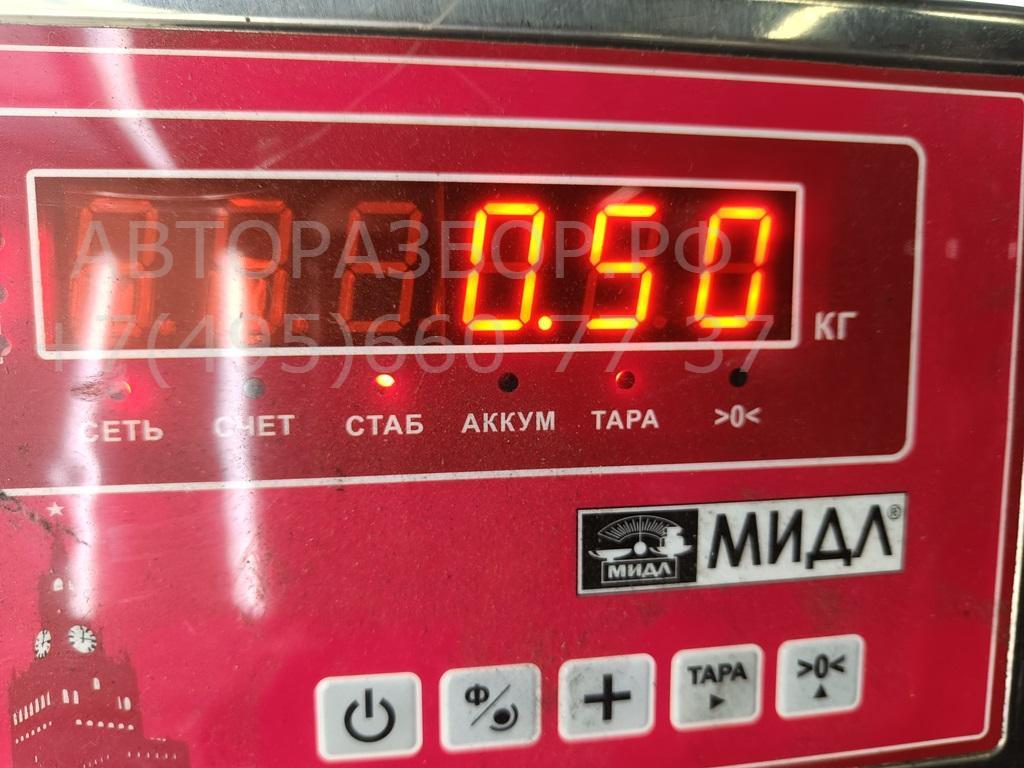 АВТОРАЗБОР.РФ
0.50
КГ
+7(495)660 77 37
СЕТЬ СЧЕТ СТАБ АККУМ ТАРА >0<
МИДЛ
МИДЛ®
Ф
+
ТАРА
>0<